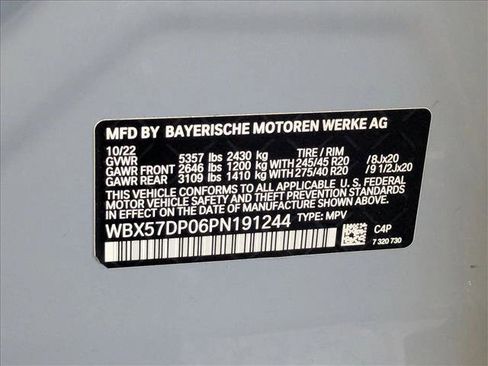 MFD BY BAYERISCHE MOTOREN WERKE AG
10/22 TIRE / RIM
GVWR 5357 lbs 2430 kg
GAWR FRONT 2646 lbs 1200 kg WITH 245/45 R20 /8Jx20
GAWR REAR 3109 lbs 1410 kg WITH 275/40 R20 / 9 1/2 Jx20
THIS VEHICLE CONFORMS TO ALL APPLICABLE U.S. FEDERAL
MOTOR VEHICLE SAFETY AND THEFT PREVENTION STANDARDS
IN EFFECT ON THE DATE OF MANUFACTURE SHOWN ABOVE.
WBX57DP06PN191244 TYPE: MPV
C4P
7 320 730